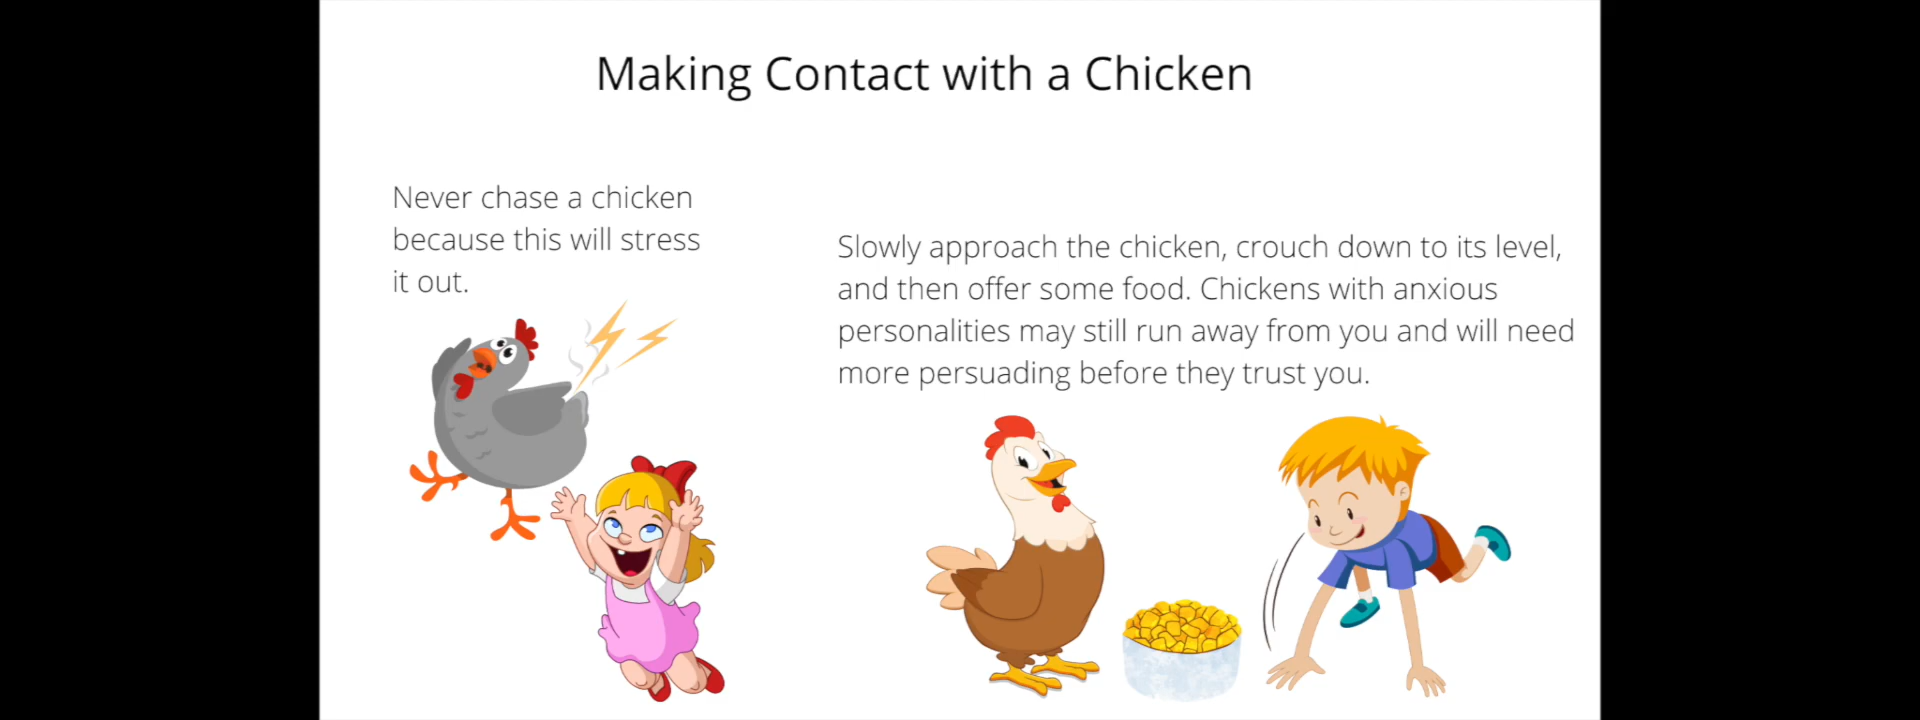 Making Contact with a Chicken
Never chase a chicken
because this will stress
it out.
Slowly approach the chicken, crouch down to its level,
and then offer some food. Chickens with anxious
personalities may still run away from you and will need
more persuading before they trust you.